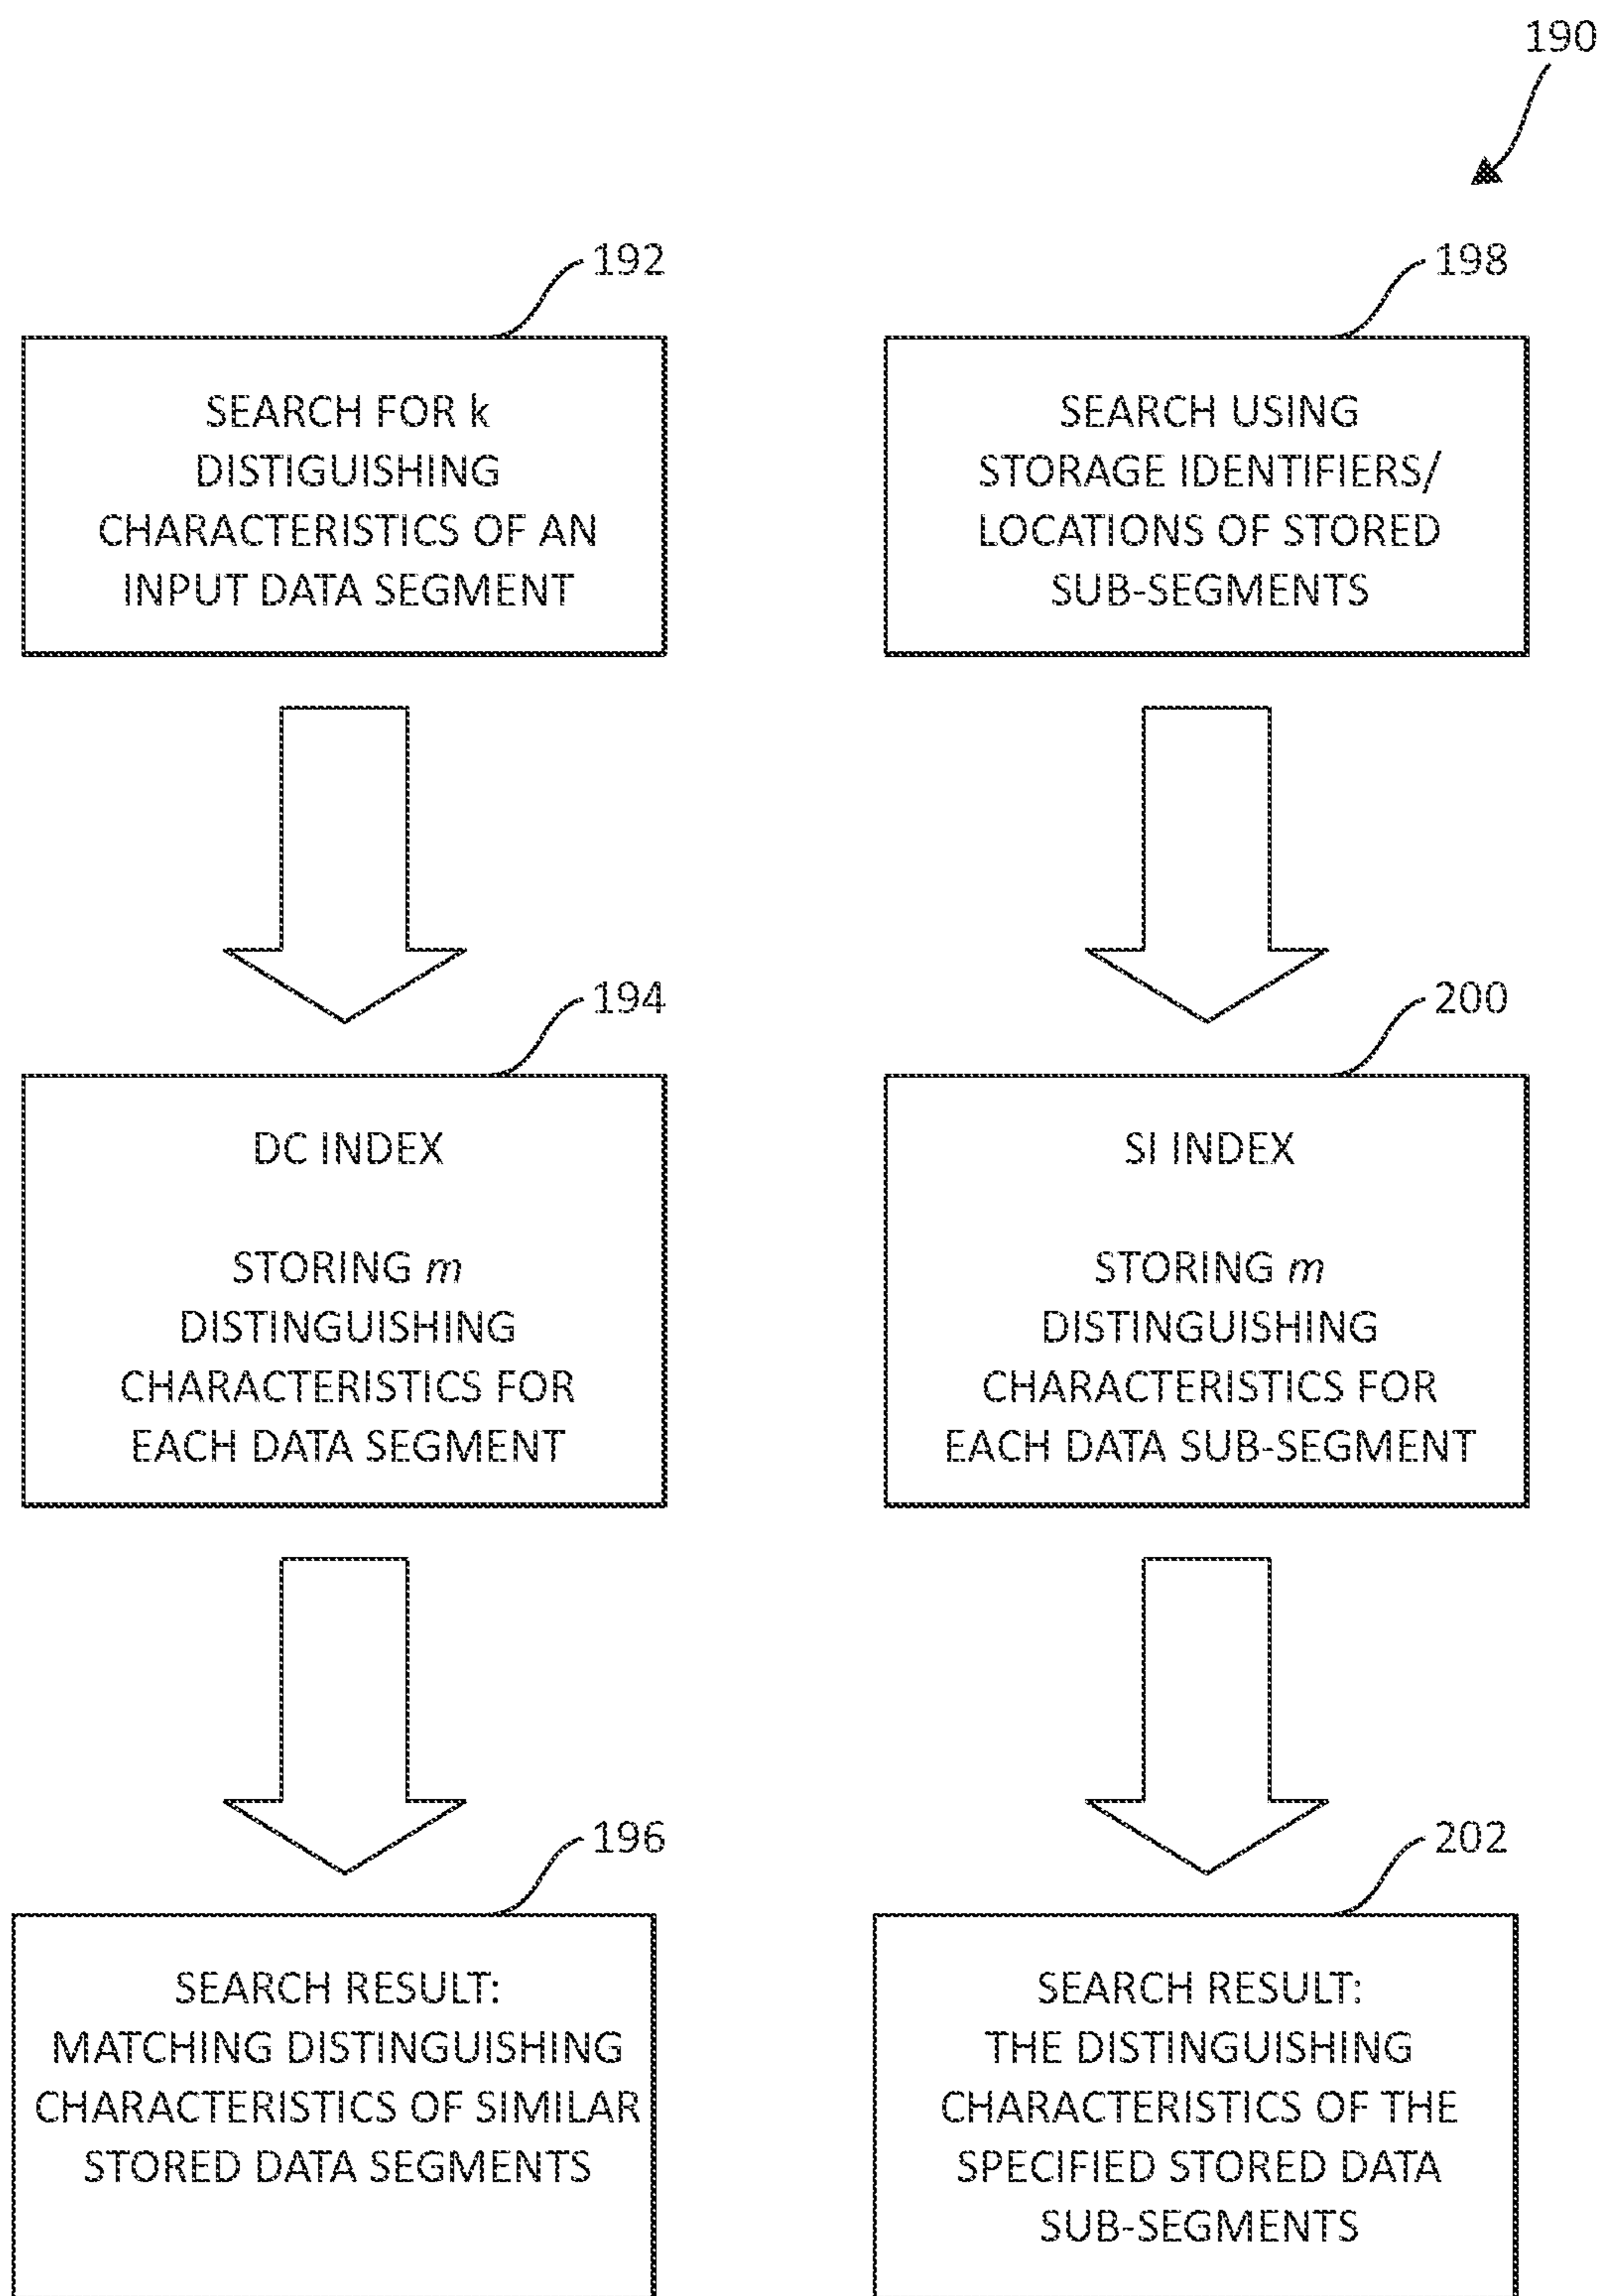 190
192
SEARCH FOR k
DISTIGUISHING
CHARACTERISTICS OF AN
INPUT DATA SEGMENT
198
SEARCH USING
STORAGE IDENTIFIERS/
LOCATIONS OF STORED
SUB-SEGMENTS
194
DC INDEX
STORING m
DISTINGUISHING
CHARACTERISTICS FOR
EACH DATA SEGMENT
200
SI INDEX
STORING m
DISTINGUISHING
CHARACTERISTICS FOR
EACH DATA SUB-SEGMENT
196
SEARCH RESULT:
MATCHING DISTINGUISHING
CHARACTERISTICS OF SIMILAR
STORED DATA SEGMENTS
202
SEARCH RESULT:
THE DISTINGUISHING
CHARACTERISTICS OF THE
SPECIFIED STORED DATA
SUB-SEGMENTS